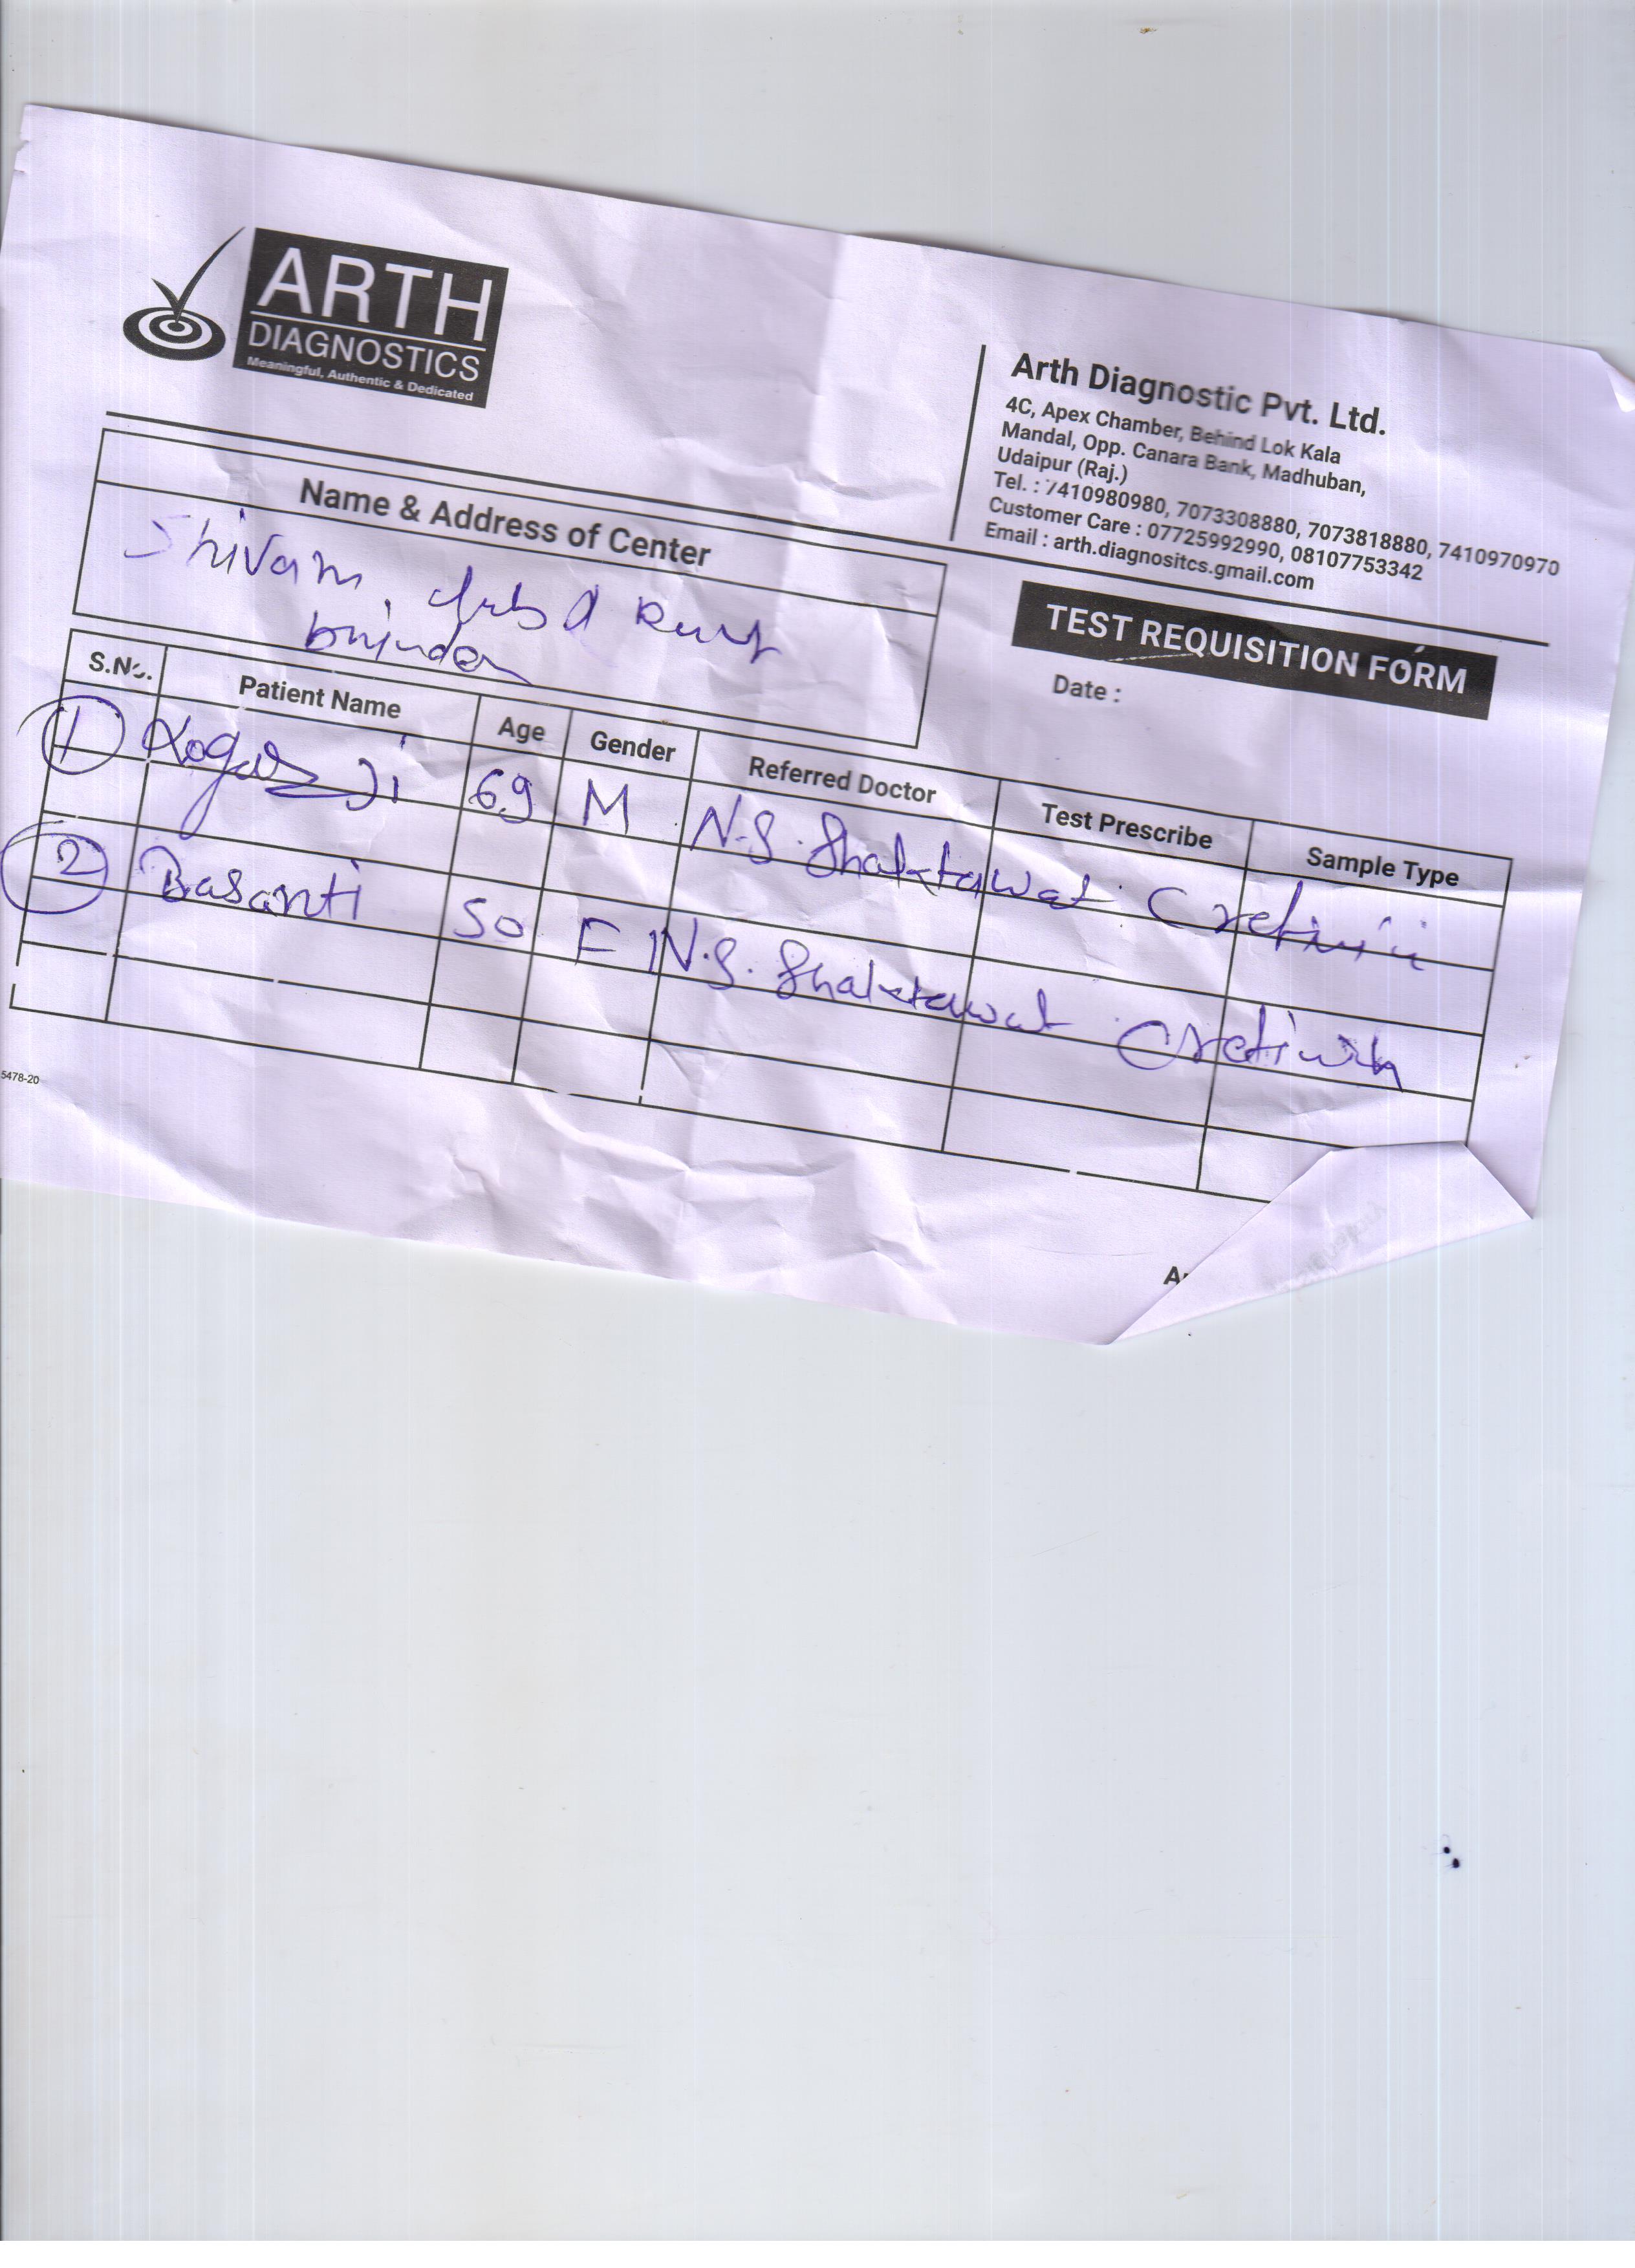 ARTH
DIAGNOSTICS
Meaningful, Authentic & Dedicated
Arth Diagnostic Pvt. Ltd.
4C, Apex Chamber, Behind Lok Kala
Mandal, Opp. Canara Bank, Madhuban,
Udaipur (Raj.)
Tel. : 7410980980, 7073308880, 7073818880, 7410970970
Customer Care : 07725992990, 08107753342
Email : arth.diagnositcs.gmail.com
Name & Address of Center
Shivam
TEST REQUISITION FORM
Date :
S.No. Patient Name Age Gender Referred Doctor Test Prescribe Sample Type
1 Ji 69 M N.S. Shaktawat
2 Basanti 50 F N.S. Shaktawat
5478-20